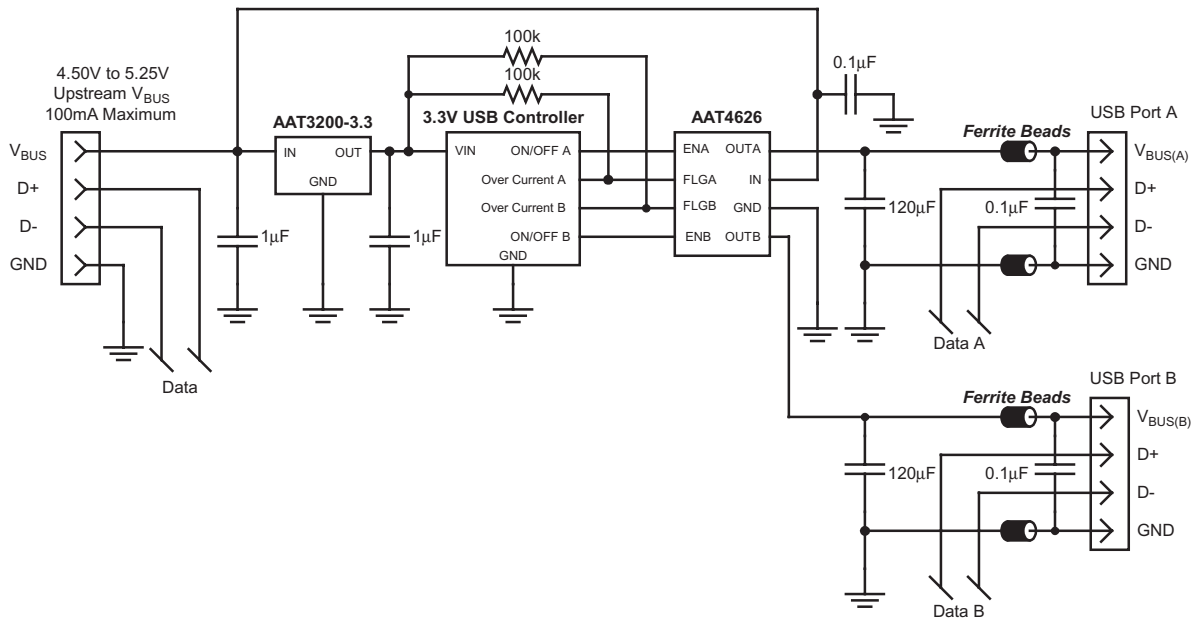 100k
100k
4.50V to 5.25V
Upstream VBUS
100mA Maximum
0.1μF
AAT3200-3.3
3.3V USB Controller
AAT4626
Ferrite Beads
USB Port A
VBUS
D+
D-
GND
IN
OUT
GND
VIN
ON/OFF A
Over Current A
Over Current B
ON/OFF B
GND
ENA
FLGA
FLGB
ENB
OUTA
IN
GND
OUTB
1μF
1μF
120μF
0.1μF
VBUS(A)
D+
D-
GND
Data
Data A
USB Port B
Ferrite Beads
VBUS(B)
D+
D-
GND
120μF
0.1μF
Data B